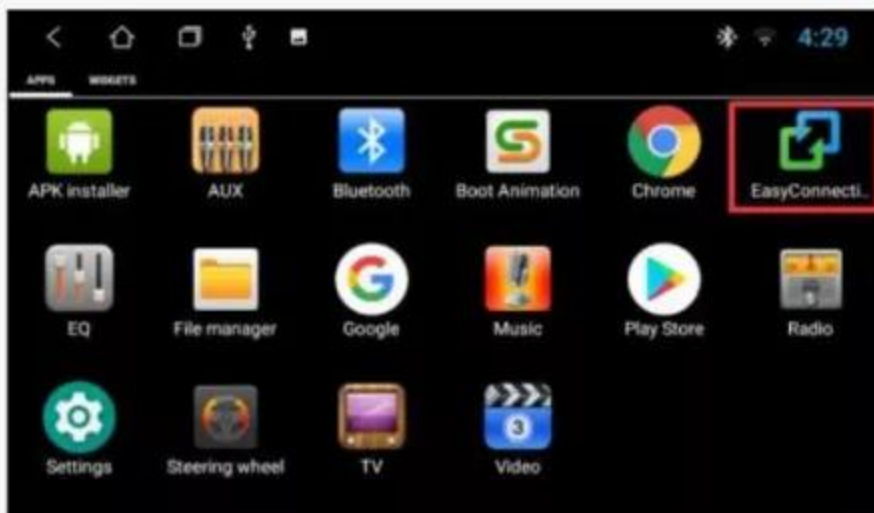 4:29
APPS WIDGETS
APK installer AUX Bluetooth Boot Animation Chrome EasyConnecti..
EQ File manager Google Music Play Store Radio
Settings Steering wheel TV 3 Video